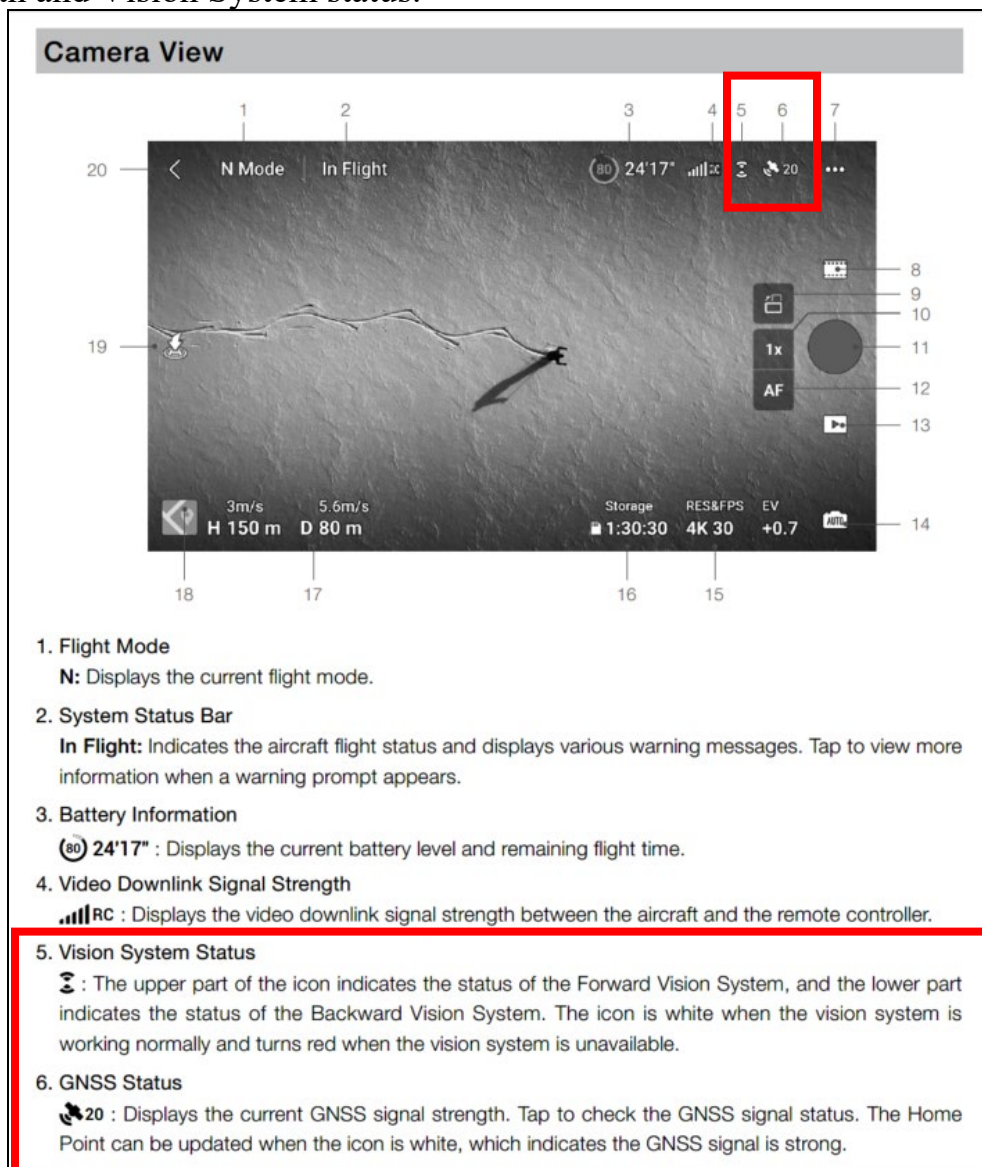 and Vision System status.
Camera View
1 2 3 4 5 6 7
20 N Mode In Flight 80 24'17" 20
8
9
10
19 1x 11
AF 12
13
3m/s 5.6m/s Storage RES&FPS EV
H 150 m D 80 m 1:30:30 4K 30 +0.7 AUTO 14
18 17 16 15
1. Flight Mode
N: Displays the current flight mode.
2. System Status Bar
In Flight: Indicates the aircraft flight status and displays various warning messages. Tap to view more
information when a warning prompt appears.
3. Battery Information
80 24'17" : Displays the current battery level and remaining flight time.
4. Video Downlink Signal Strength
RC : Displays the video downlink signal strength between the aircraft and the remote controller.
5. Vision System Status
: The upper part of the icon indicates the status of the Forward Vision System, and the lower part
indicates the status of the Backward Vision System. The icon is white when the vision system is
working normally and turns red when the vision system is unavailable.
6. GNSS Status
20 : Displays the current GNSS signal strength. Tap to check the GNSS signal status. The Home
Point can be updated when the icon is white, which indicates the GNSS signal is strong.